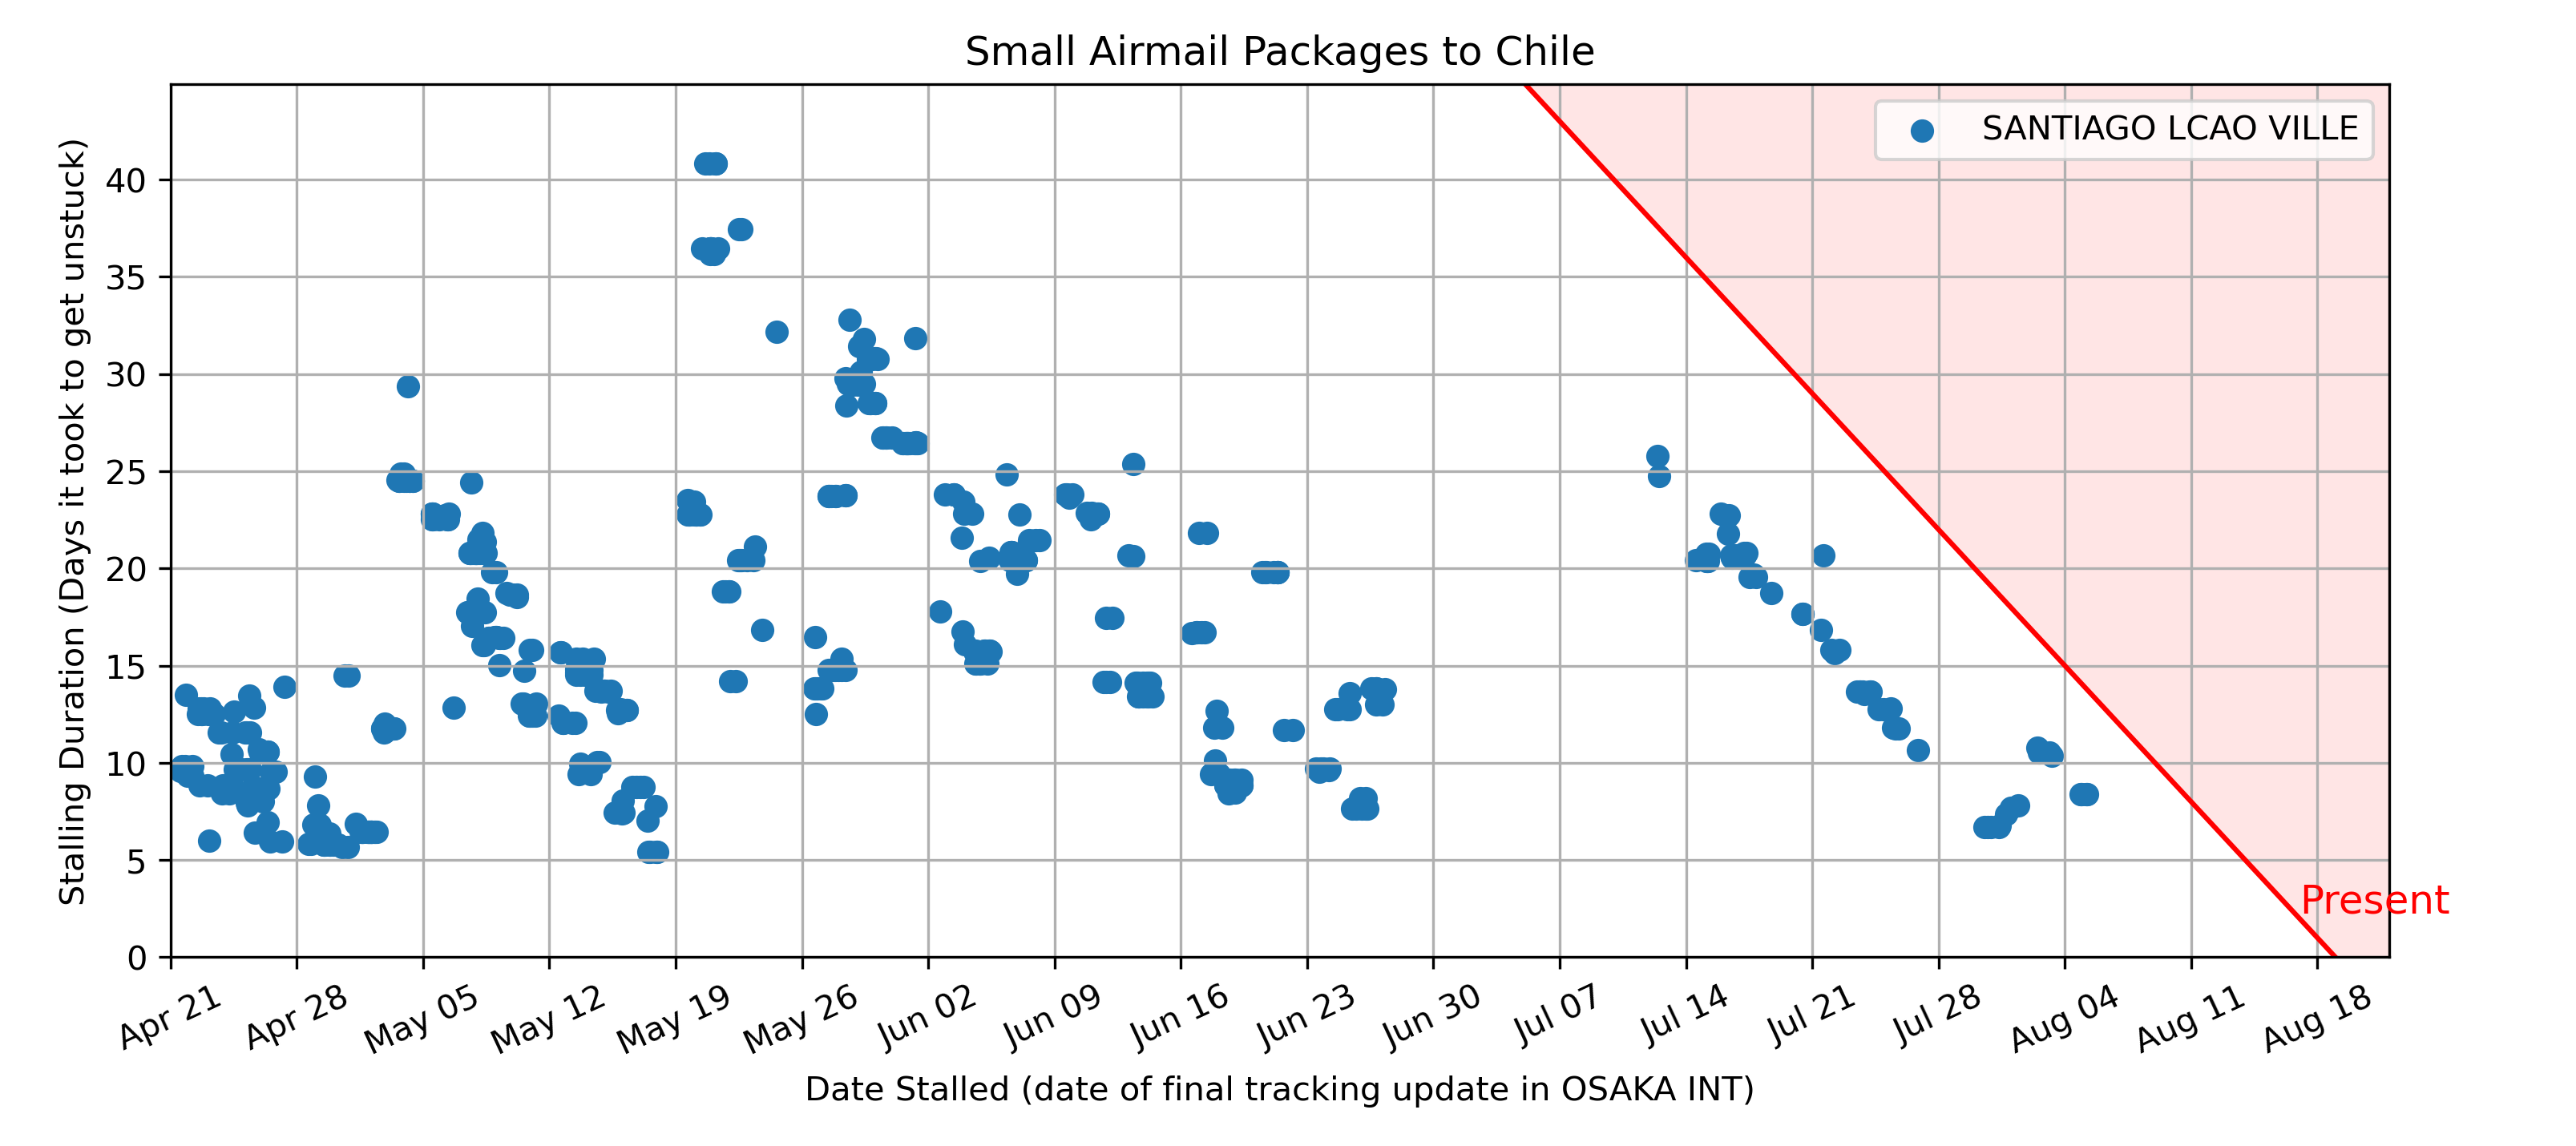 Small Airmail Packages to Chile
SANTIAGO LCAO VILLE
Stalling Duration (Days it took to get unstuck)
40
35
30
25
20
15
10
5
0
Present
Apr 21
Apr 28
May 05
May 12
May 19
May 26
Jun 02
Jun 09
Jun 16
Jun 23
Jun 30
Jul 07
Jul 14
Jul 21
Jul 28
Aug 04
Aug 11
Aug 18
Date Stalled (date of final tracking update in OSAKA INT)